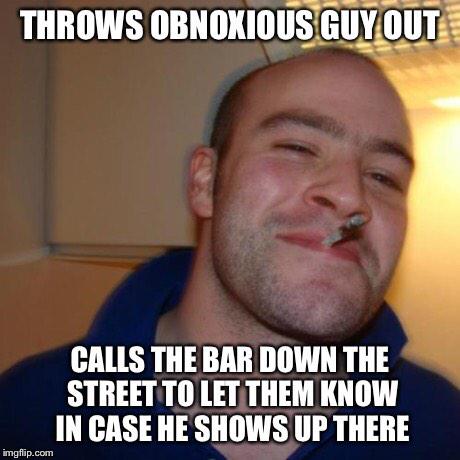 THROWS OBNOXIOUS GUY OUT
CALLS THE BAR DOWN THE
STREET TO LET THEM KNOW
IN CASE HE SHOWS UP THERE
imgflip.com